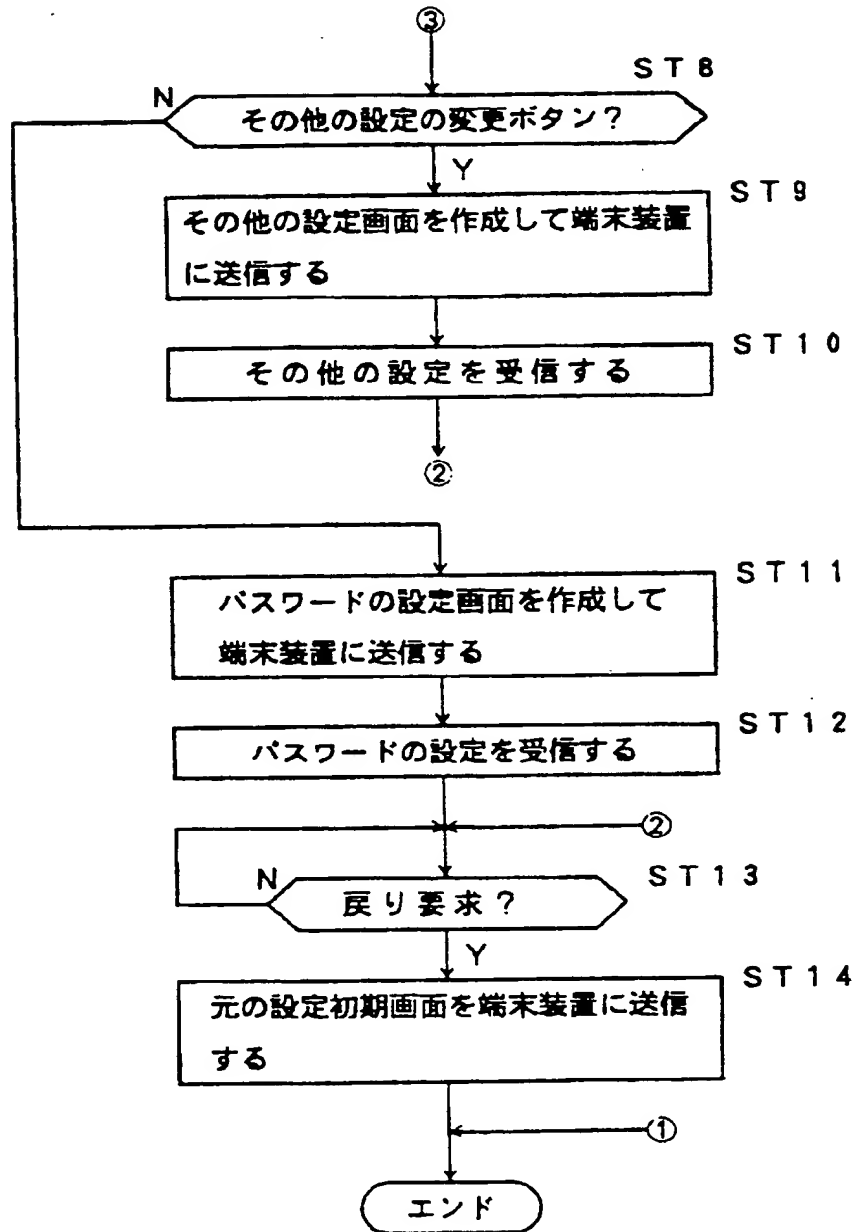 ③
ST8
N
その他の設定の変更ボタン?
Y
ST9
その他の設定画面を作成して端末装置
に送信する
ST10
その他の設定を受信する
②
ST11
パスワードの設定画面を作成して
端末装置に送信する
ST12
パスワードの設定を受信する
②
ST13
N
戻り要求?
Y
ST14
元の設定初期画面を端末装置に送信
する
①
エンド